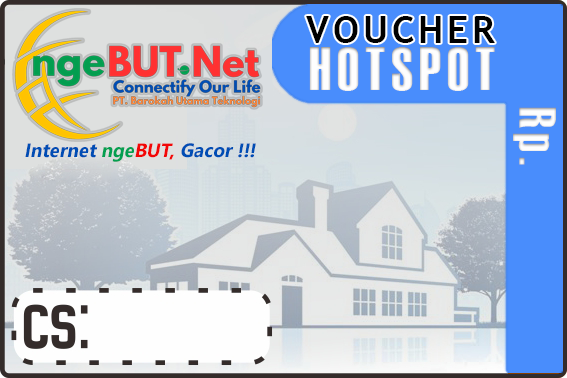 ngeBUT.Net
Connectify Our Life
PT. Barokah Utama Teknologi
Internet ngeBUT, Gacor !!!
VOUCHER
HOTSPOT
Rp.
CS: